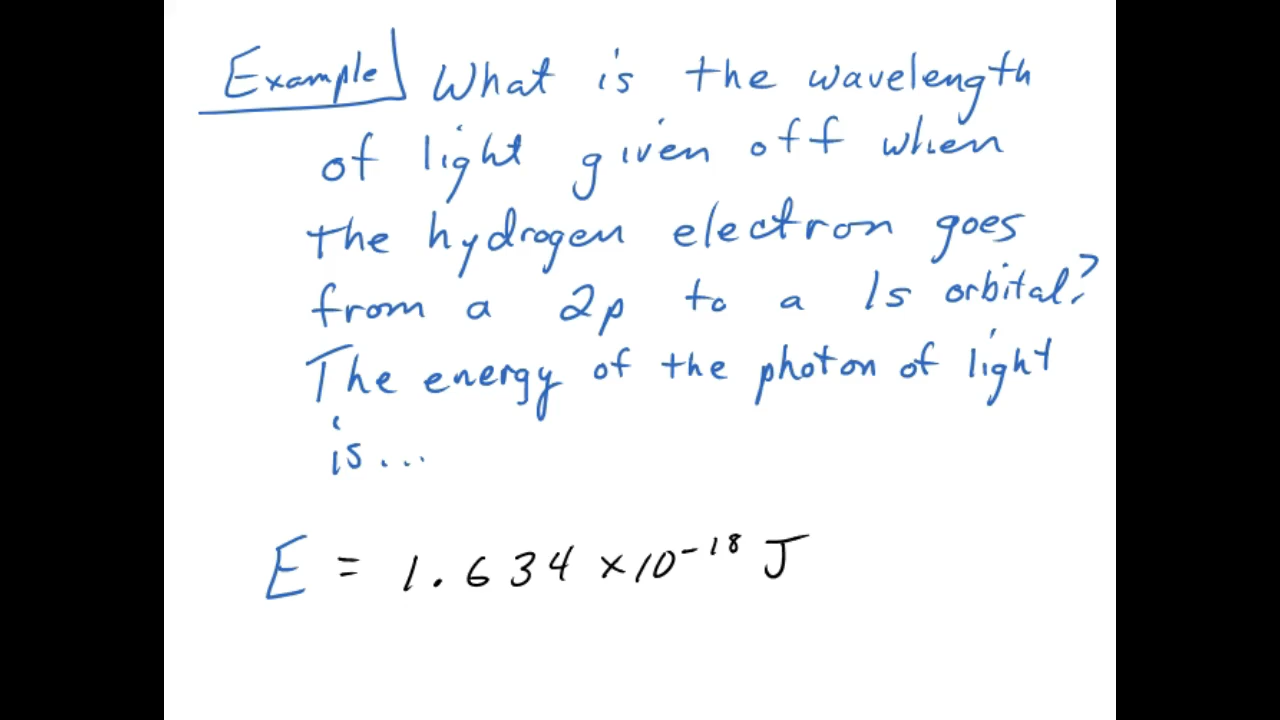 Example What is the wavelength
of light given off when
the hydrogen electron goes
from a 2p to a 1s orbital?
The energy of the photon of light
is...
E = 1.634 x10⁻¹⁸ J